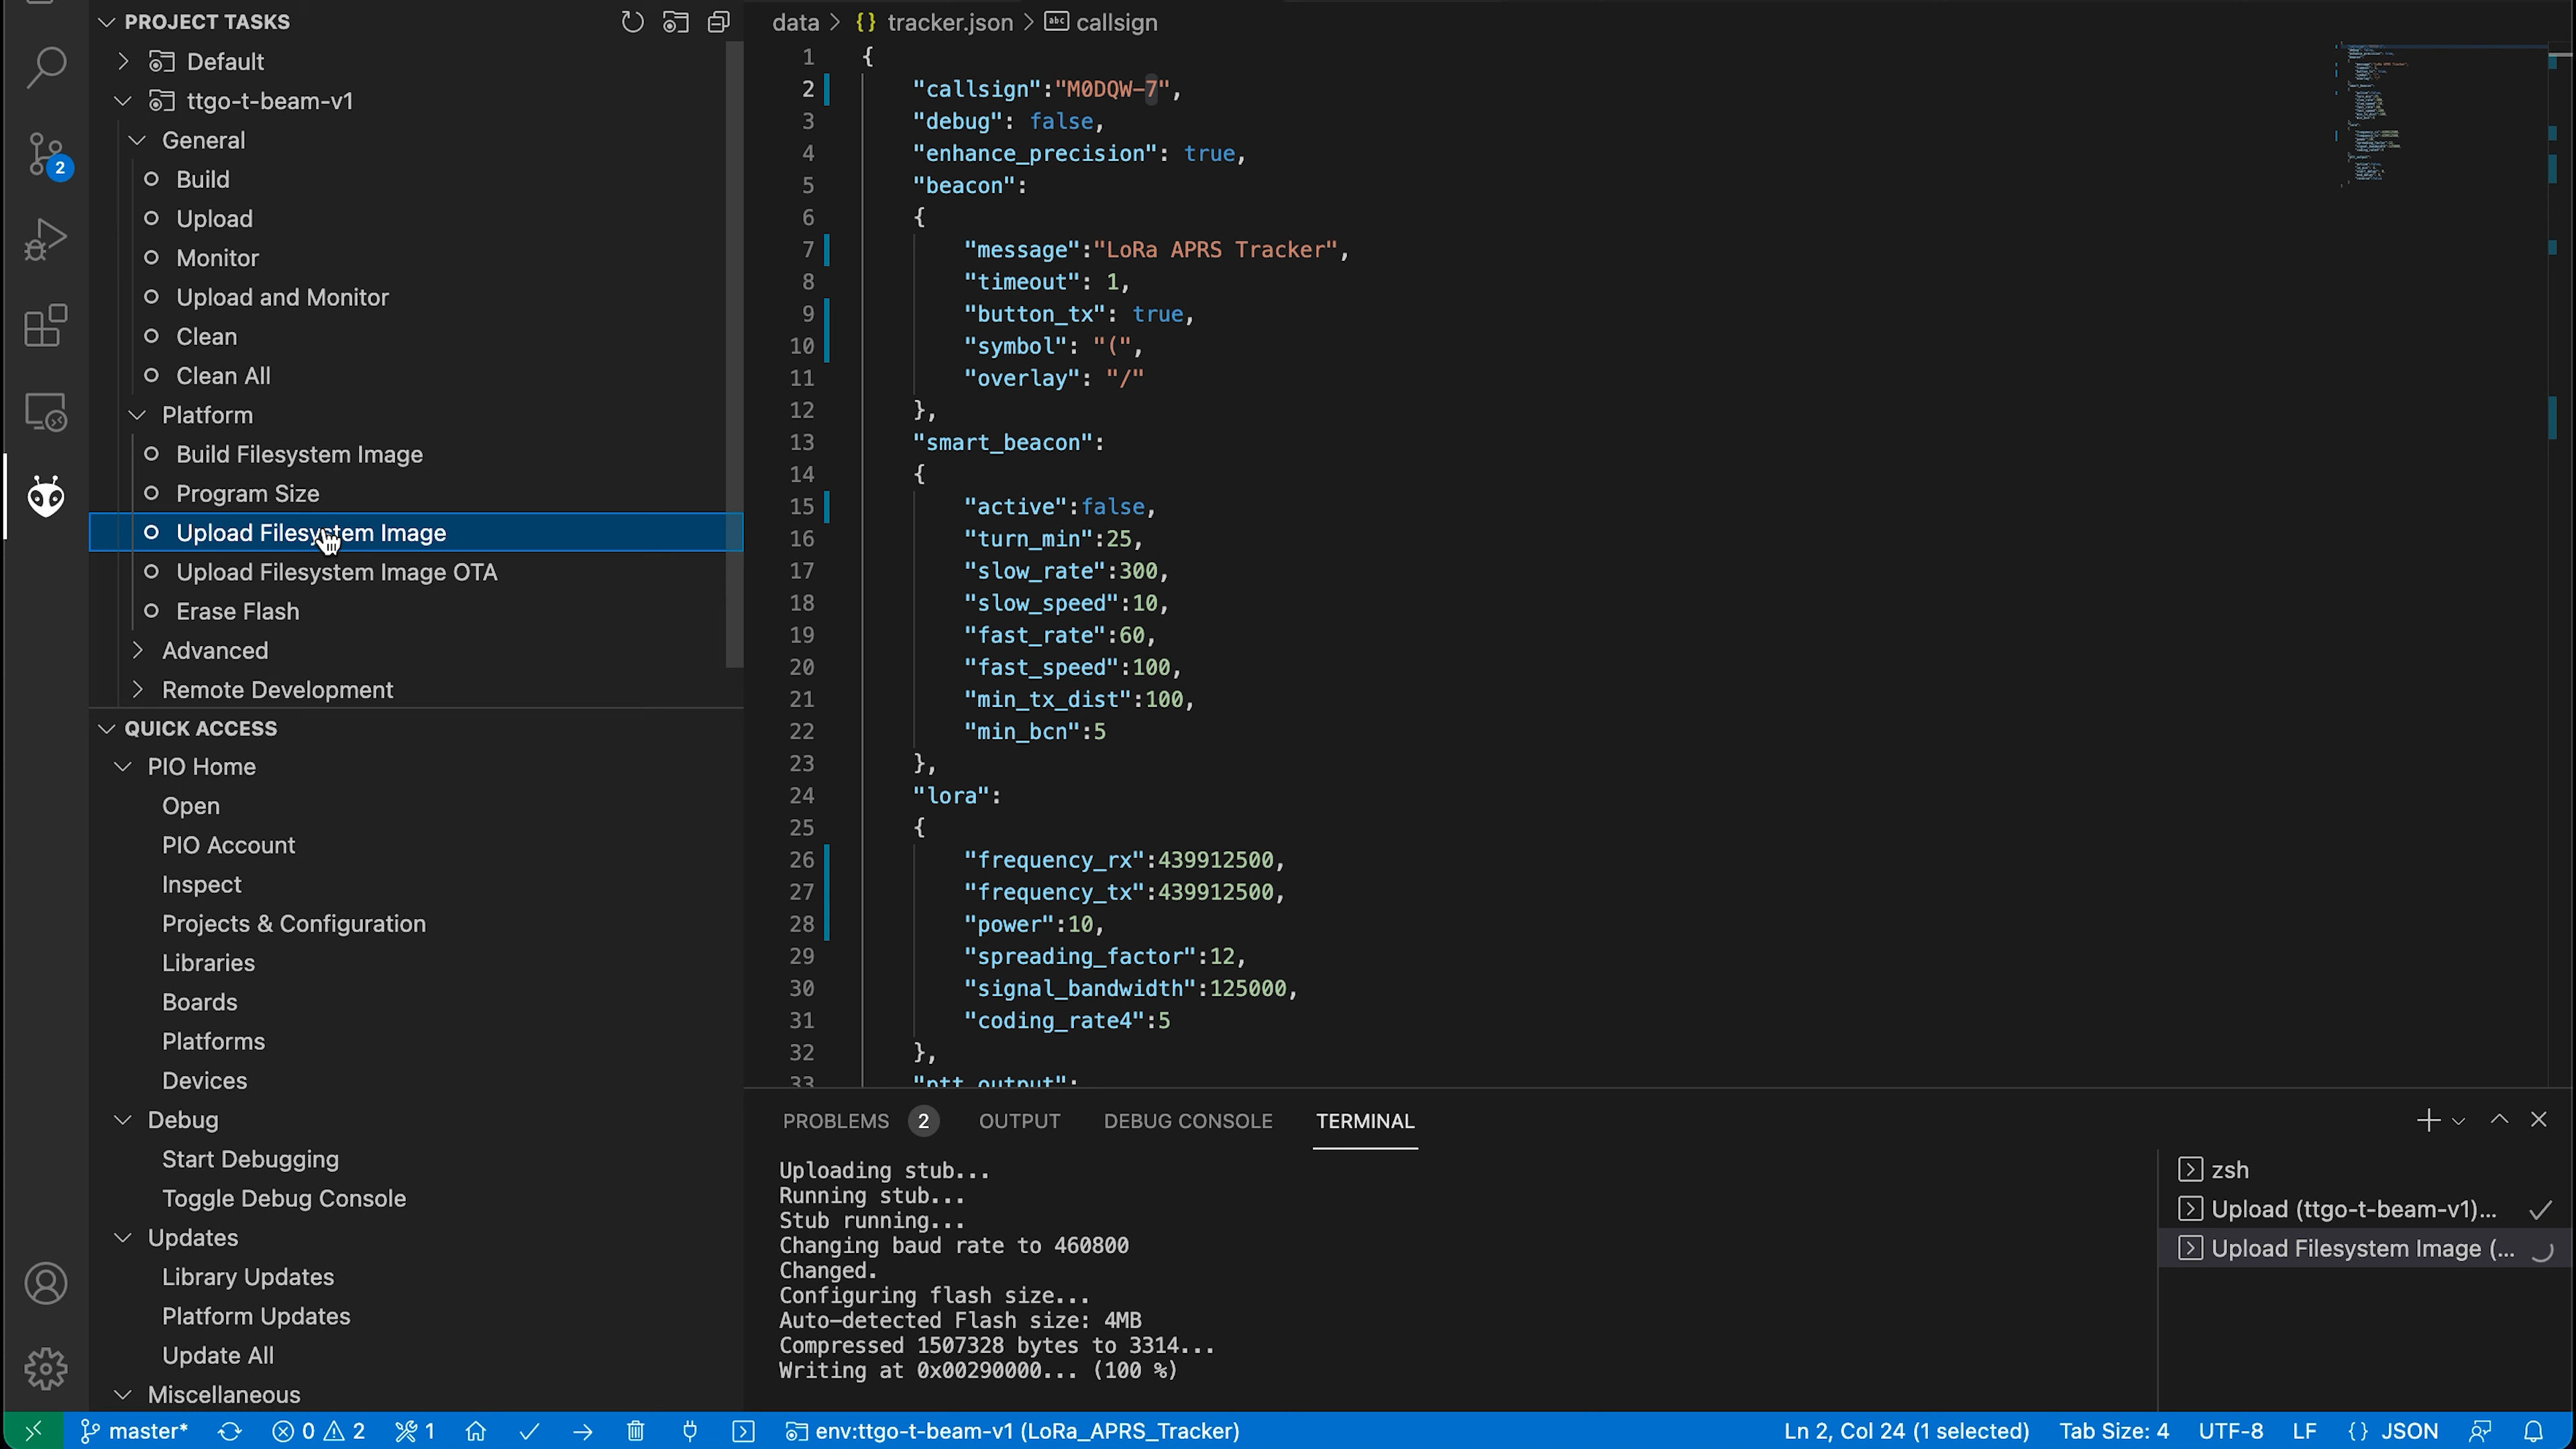 PROJECT TASKS
Default
ttgo-t-beam-v1
General
Build
Upload
Monitor
Upload and Monitor
Clean
Clean All
Platform
Build Filesystem Image
Program Size
Upload Filesystem Image
Upload Filesystem Image OTA
Erase Flash
Advanced
Remote Development
QUICK ACCESS
PIO Home
Open
PIO Account
Inspect
Projects & Configuration
Libraries
Boards
Platforms
Devices
Debug
Start Debugging
Toggle Debug Console
Updates
Library Updates
Platform Updates
Update All
Miscellaneous
2
data > {} tracker.json > abc callsign
1 {
2 "callsign":"M0DQW-7",
3 "debug": false,
4 "enhance_precision": true,
5 "beacon":
6 {
7 "message":"LoRa APRS Tracker",
8 "timeout": 1,
9 "button_tx": true,
10 "symbol": "(",
11 "overlay": "/"
12 },
13 "smart_beacon":
14 {
15 "active":false,
16 "turn_min":25,
17 "slow_rate":300,
18 "slow_speed":10,
19 "fast_rate":60,
20 "fast_speed":100,
21 "min_tx_dist":100,
22 "min_bcn":5
23 },
24 "lora":
25 {
26 "frequency_rx":439912500,
27 "frequency_tx":439912500,
28 "power":10,
29 "spreading_factor":12,
30 "signal_bandwidth":125000,
31 "coding_rate4":5
32 },
33 "ptt_output":
PROBLEMS 2 OUTPUT DEBUG CONSOLE TERMINAL
Uploading stub...
Running stub...
Stub running...
Changing baud rate to 460800
Changed.
Configuring flash size...
Auto-detected Flash size: 4MB
Compressed 1507328 bytes to 3314...
Writing at 0x00290000... (100 %)
zsh
Upload (ttgo-t-beam-v1)...
Upload Filesystem Image (...
master* 0 2 1 env:ttgo-t-beam-v1 (LoRa_APRS_Tracker) Ln 2, Col 24 (1 selected) Tab Size: 4 UTF-8 LF {} JSON